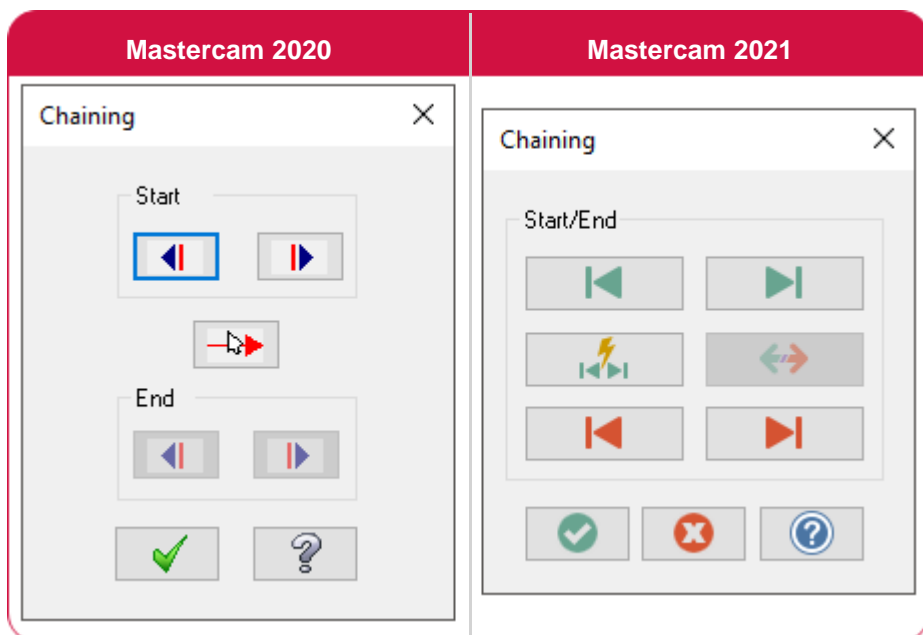 Mastercam 2020
Mastercam 2021
Chaining
Start
End
Chaining
Start/End